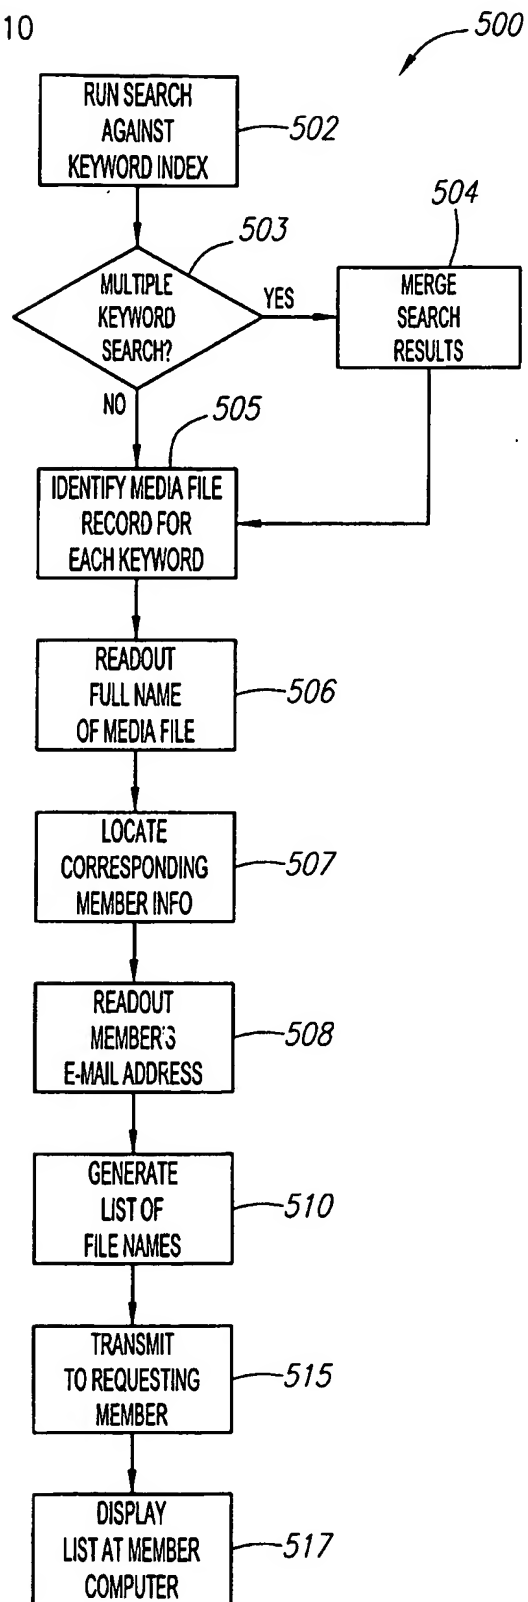 10
500
RUN SEARCH
AGAINST
KEYWORD INDEX
502
503
504
MULTIPLE
KEYWORD
SEARCH?
YES
MERGE
SEARCH
RESULTS
NO
505
IDENTIFY MEDIA FILE
RECORD FOR
EACH KEYWORD
READOUT
FULL NAME
OF MEDIA FILE
506
LOCATE
CORRESPONDING
MEMBER INFO
507
READOUT
MEMBER'S
E-MAIL ADDRESS
508
GENERATE
LIST OF
FILE NAMES
510
TRANSMIT
TO REQUESTING
MEMBER
515
DISPLAY
LIST AT MEMBER
COMPUTER
517